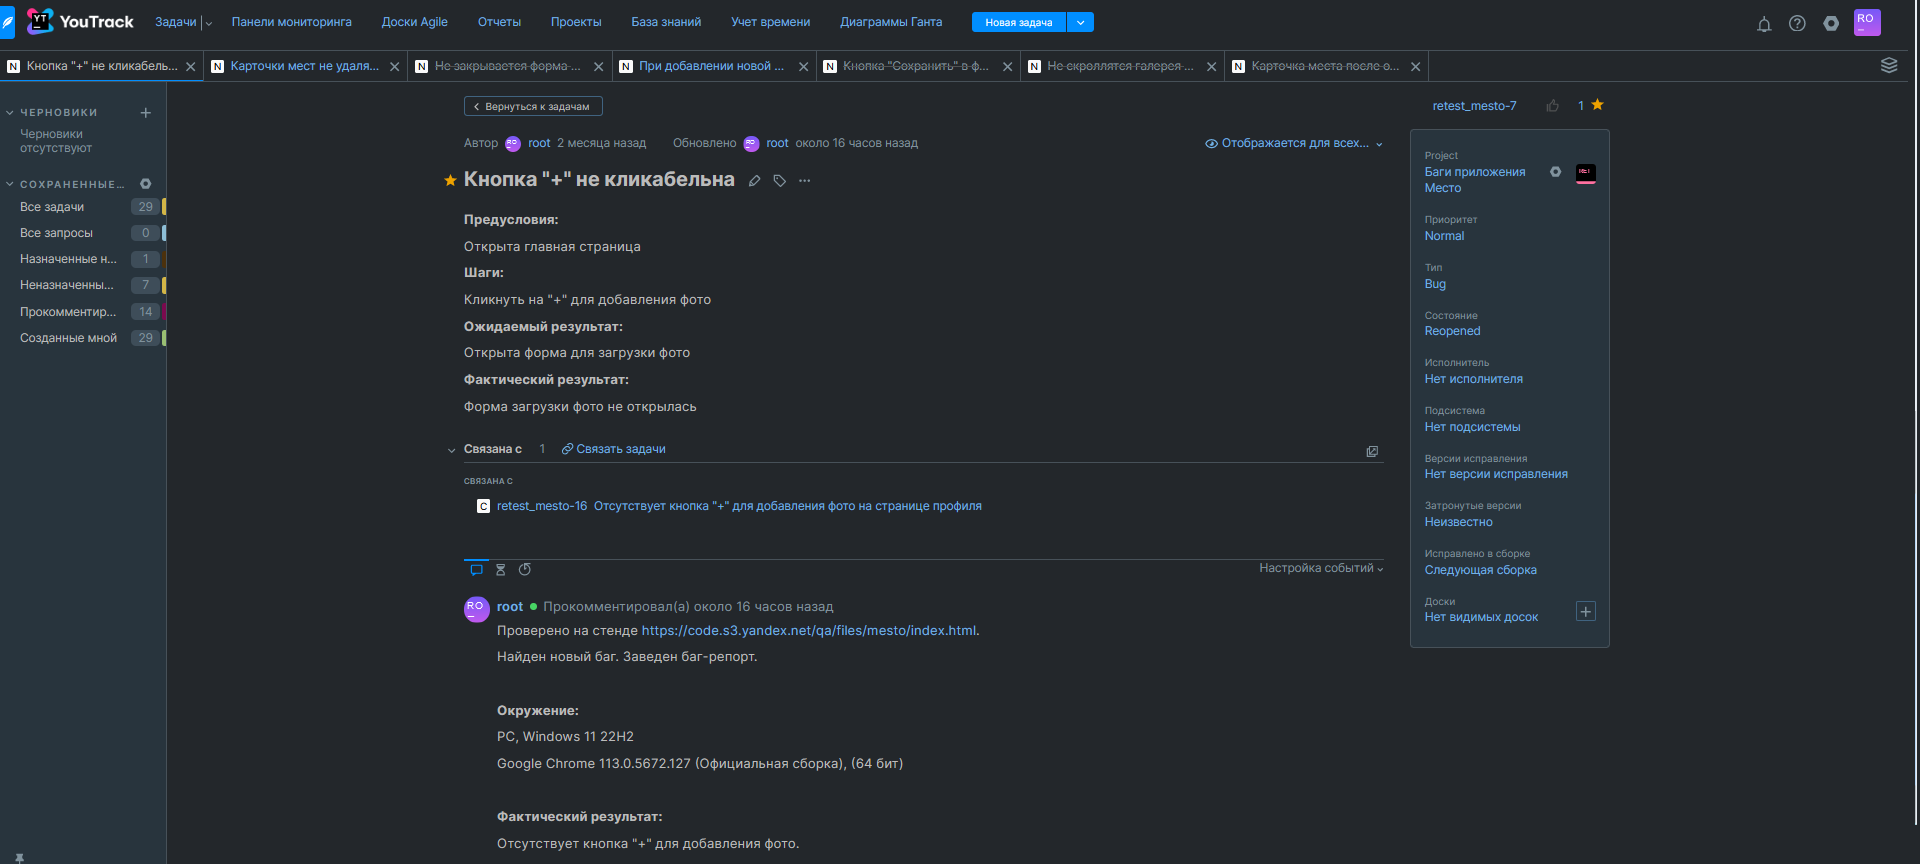 YT YouTrack Задачи Панели мониторинга Доски Agile Отчеты Проекты База знаний Учет времени Диаграммы Ганта Новая задача RO
N Кнопка "+" не кликабель... N Карточки мест не удаля... N Не закрывается форма ... N При добавлении новой ... N Кнопка "Сохранить" в ф... N Не скроллятся галерея ... N Карточка места после о...
ЧЕРНОВИКИ
Черновики
отсутствуют
СОХРАНЕННЫЕ...
Все задачи 29
Все запросы 0
Назначенные н... 1
Неназначенны... 7
Прокомментир... 14
Созданные мной 29
Вернуться к задачам
Автор RO root 2 месяца назад Обновлено RO root около 16 часов назад Отображается для всех...
Кнопка "+" не кликабельна
Предусловия:
Открыта главная страница
Шаги:
Кликнуть на "+" для добавления фото
Ожидаемый результат:
Открыта форма для загрузки фото
Фактический результат:
Форма загрузки фото не открылась
Связана с 1 Связать задачи
СВЯЗАНА С
C retest_mesto-16 Отсутствует кнопка "+" для добавления фото на странице профиля
Настройка событий
RO root Прокомментировал(а) около 16 часов назад
Проверено на стенде https://code.s3.yandex.net/qa/files/mesto/index.html.
Найден новый баг. Заведен баг-репорт.
Окружение:
PC, Windows 11 22H2
Google Chrome 113.0.5672.127 (Официальная сборка), (64 бит)
Фактический результат:
Отсутствует кнопка "+" для добавления фото.
retest_mesto-7 1
Project
Баги приложения
Место
Приоритет
Normal
Тип
Bug
Состояние
Reopened
Исполнитель
Нет исполнителя
Подсистема
Нет подсистемы
Версии исправления
Нет версии исправления
Затронутые версии
Неизвестно
Исправлено в сборке
Следующая сборка
Доски
Нет видимых досок